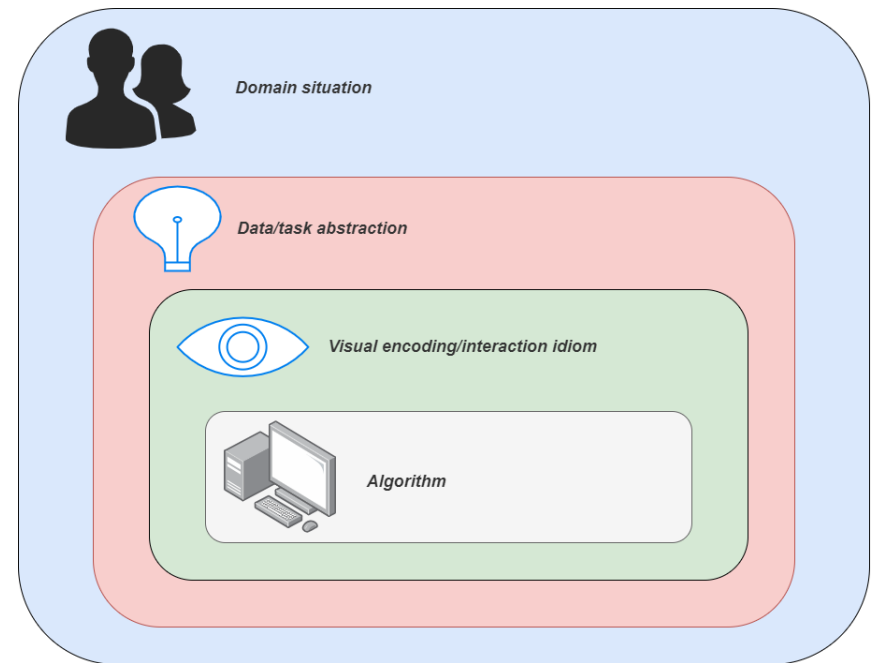 Domain situation
Data/task abstraction
Visual encoding/interaction idiom
Algorithm